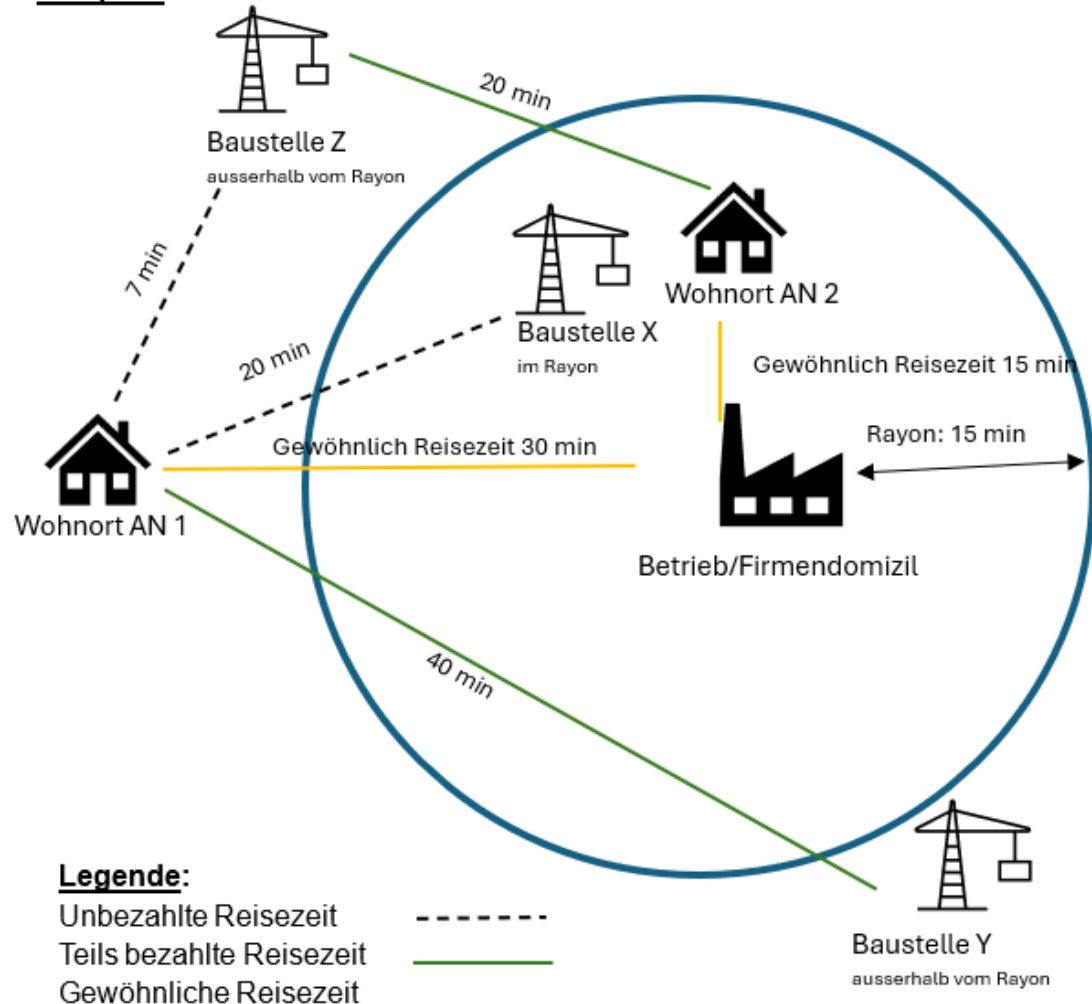 20 min
Baustelle Z
ausserhalb vom Rayon
Wohnort AN 2
7 min
Baustelle X
im Rayon
20 min
Gewöhnlich Reisezeit 15 min
Rayon: 15 min
Gewöhnlich Reisezeit 30 min
Wohnort AN 1
Betrieb/Firmendomizil
40 min
Legende:
Unbezahlte Reisezeit
Teils bezahlte Reisezeit
Gewöhnliche Reisezeit
Baustelle Y
ausserhalb vom Rayon